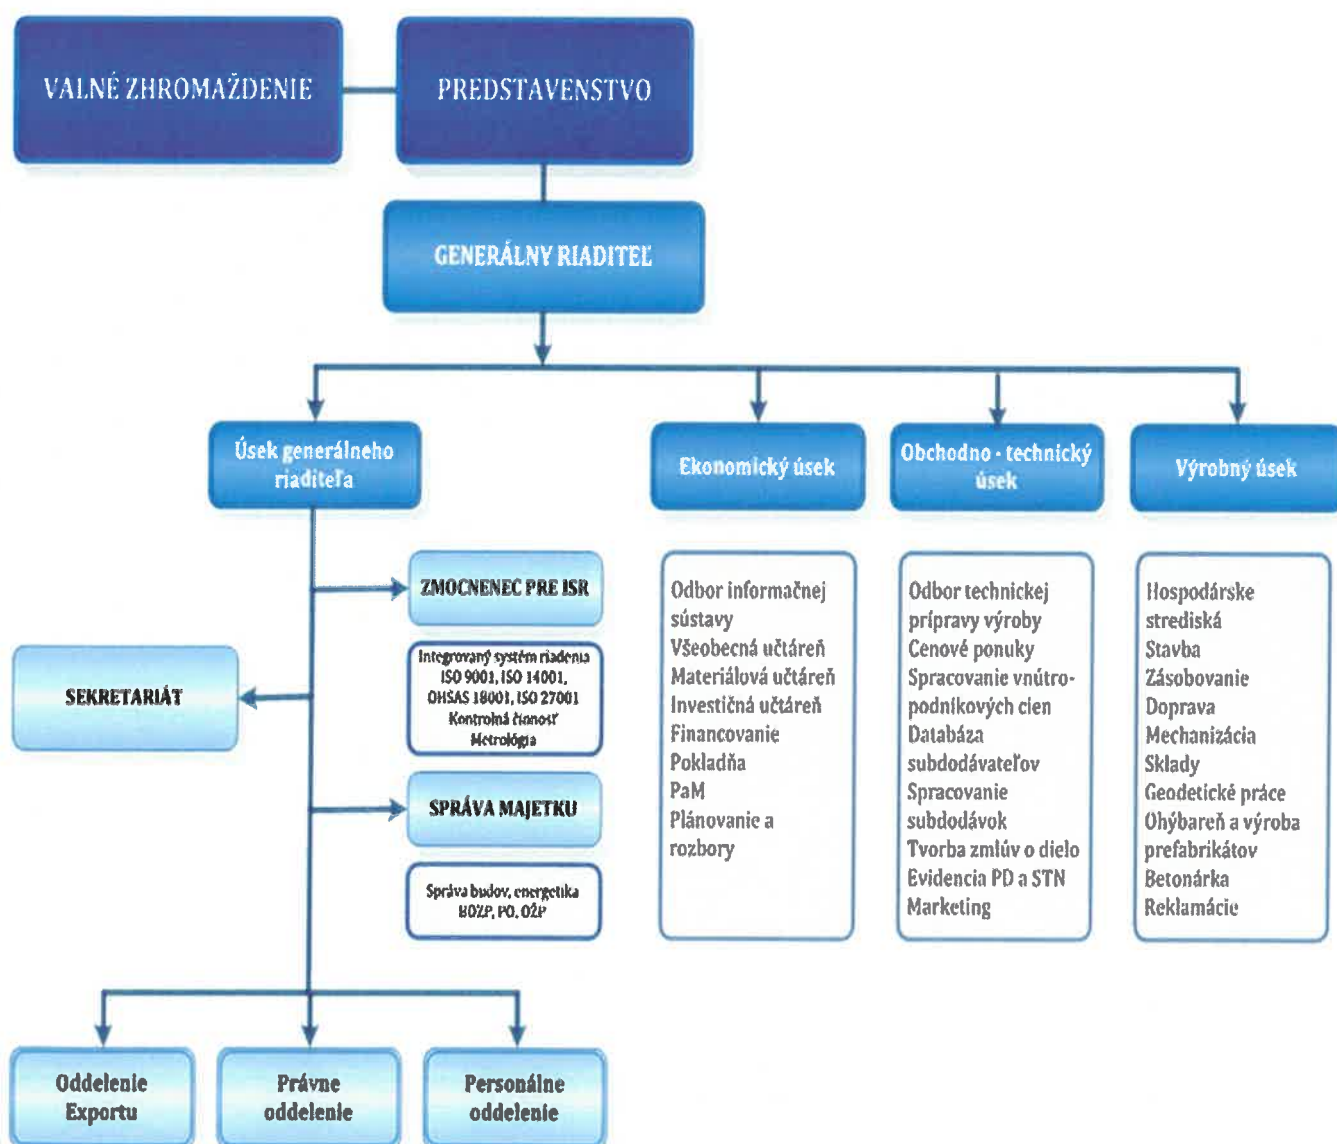 VALNÉ ZHROMAŽDENIE
PREDSTAVENSTVO
GENERÁLNY RIADITEĽ
Úsek generálneho
riaditeľa
Ekonomický úsek
Obchodno - technický
úsek
Výrobný úsek
ZMOCNENEC PRE ISR
Integrovaný systém riadenia
ISO 9001, ISO 14001,
OHSAS 18001, ISO 27001
Kontrolná činnosť
Metrológia
SEKRETARIÁT
SPRÁVA MAJETKU
Správa budov, energetika
BOZP, PO, OŽP
Odbor informačnej
sústavy
Všeobecná učtáreň
Materiálová učtáreň
Investičná učtáreň
Financovanie
Pokladňa
PaM
Plánovanie a
rozbory
Odbor technickej
prípravy výroby
Cenové ponuky
Spracovanie vnútro-
podníkových cien
Databáza
subdodávateľov
Spracovanie
subdodávok
Tvorba zmlúv o dielo
Evidencia PD a STN
Marketing
Hospodárske
strediská
Stavba
Zásobovanie
Doprava
Mechanizácia
Sklady
Geodetické práce
Ohýbareň a výroba
prefabrikátov
Betonárka
Reklamácie
Oddelenie
Exportu
Právne
oddelenie
Personálne
oddelenie